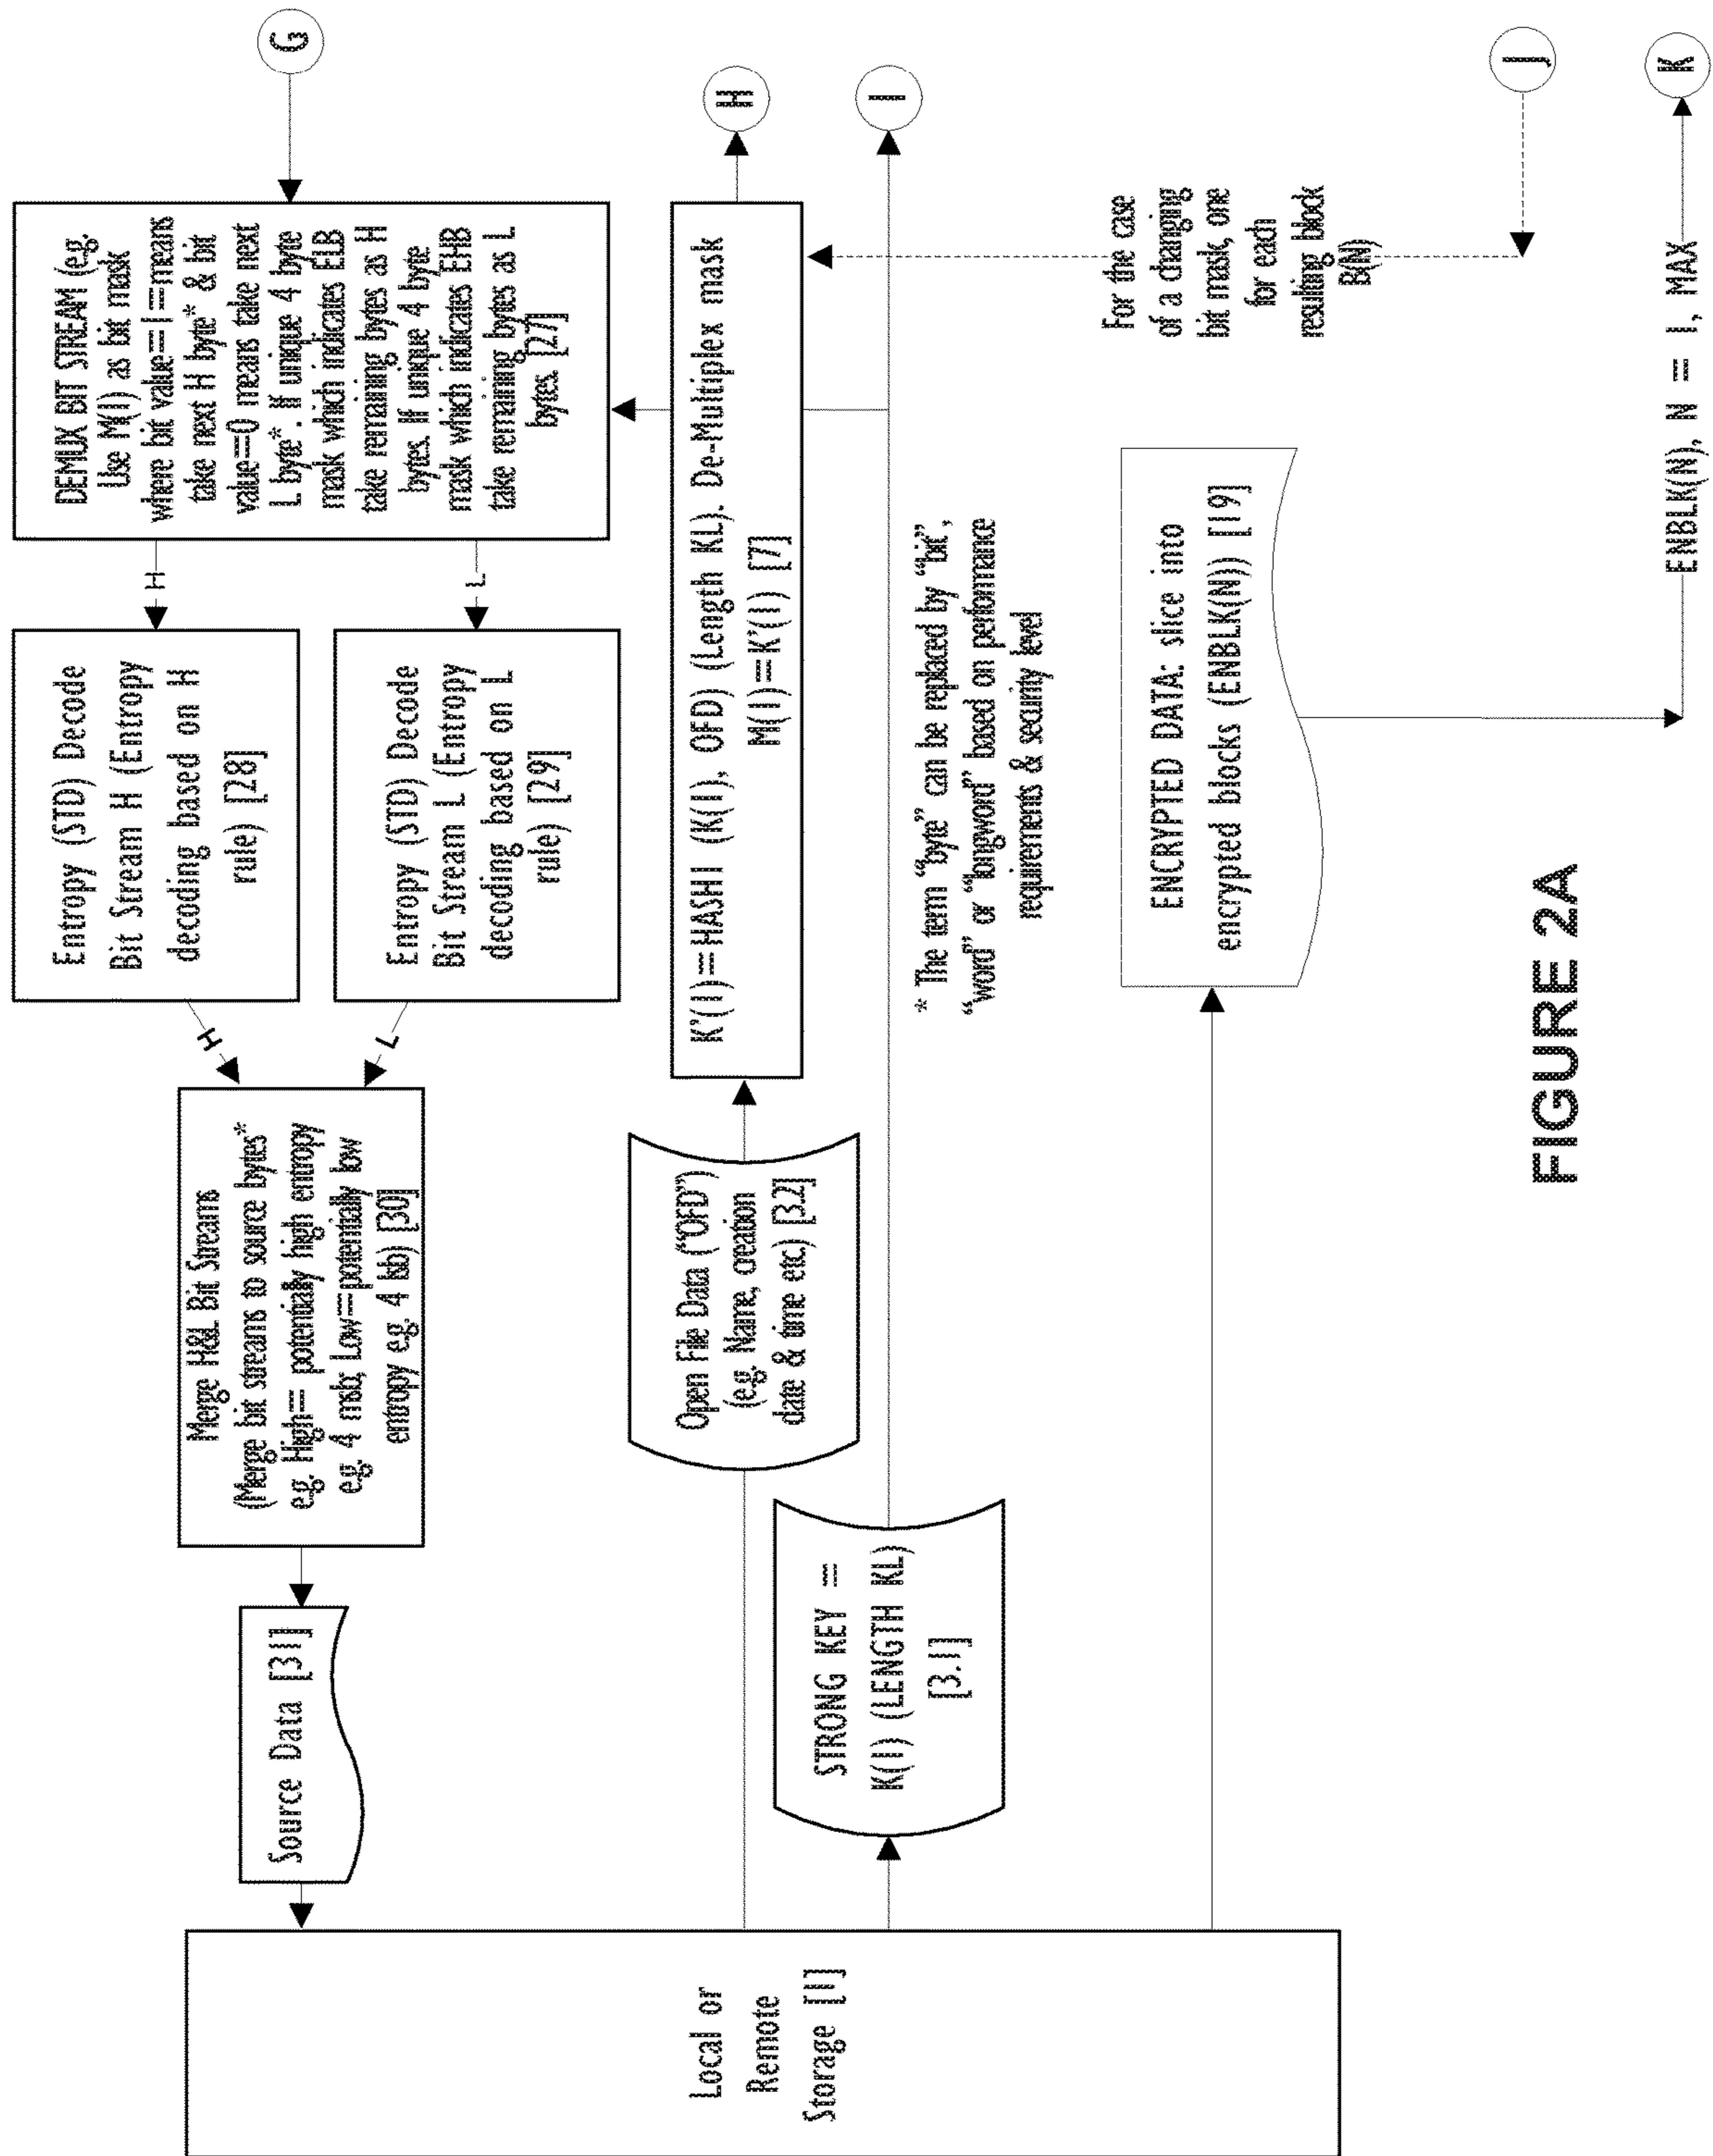 Local or
Remote
Storage [1]
Source Data [31]
Merge H&L Bit Streams
(Merge bit streams to source bytes*
e.g. High== potentially high entropy
e.g. 4 msb; Low==potentially low
entropy e.g. 4 lsb) [30]
H
L
Entropy (STD) Decode
Bit Stream H (Entropy
decoding based on H
rule) [28]
Entropy (STD) Decode
Bit Stream L (Entropy
decoding based on L
rule) [29]
H
L
DEMUX BIT STREAM (e.g.
Use M(I) as bit mask
where bit value==1==means
take next H byte* & bit
value==0 means take next
L byte*. If unique 4 byte
mask which indicates ELB
take remaining bytes as H
bytes. If unique 4 byte
mask which indicates EHB
take remaining bytes as L
bytes. [27]
G
Open File Data ("OFD")
(e.g. Name, creation
date & time etc.) [3.2]
K'(I)==HASH1 (K(I), OFD) (Length KL). De-Multiplex mask
M(I)==K'(I) [7]
H
STRONG KEY ==
K(I) (LENGTH KL)
[3.1]
I
* The term "byte" can be replaced by "bit",
"word" or "longword" based on performance
requirements & security level
For the case
of a changing
bit mask, one
for each
resulting block
B(N)
J
ENCRYPTED DATA: slice into
encrypted blocks (ENBLK(N)) [19]
ENBLK(N), N == 1, MAX
K
FIGURE 2A